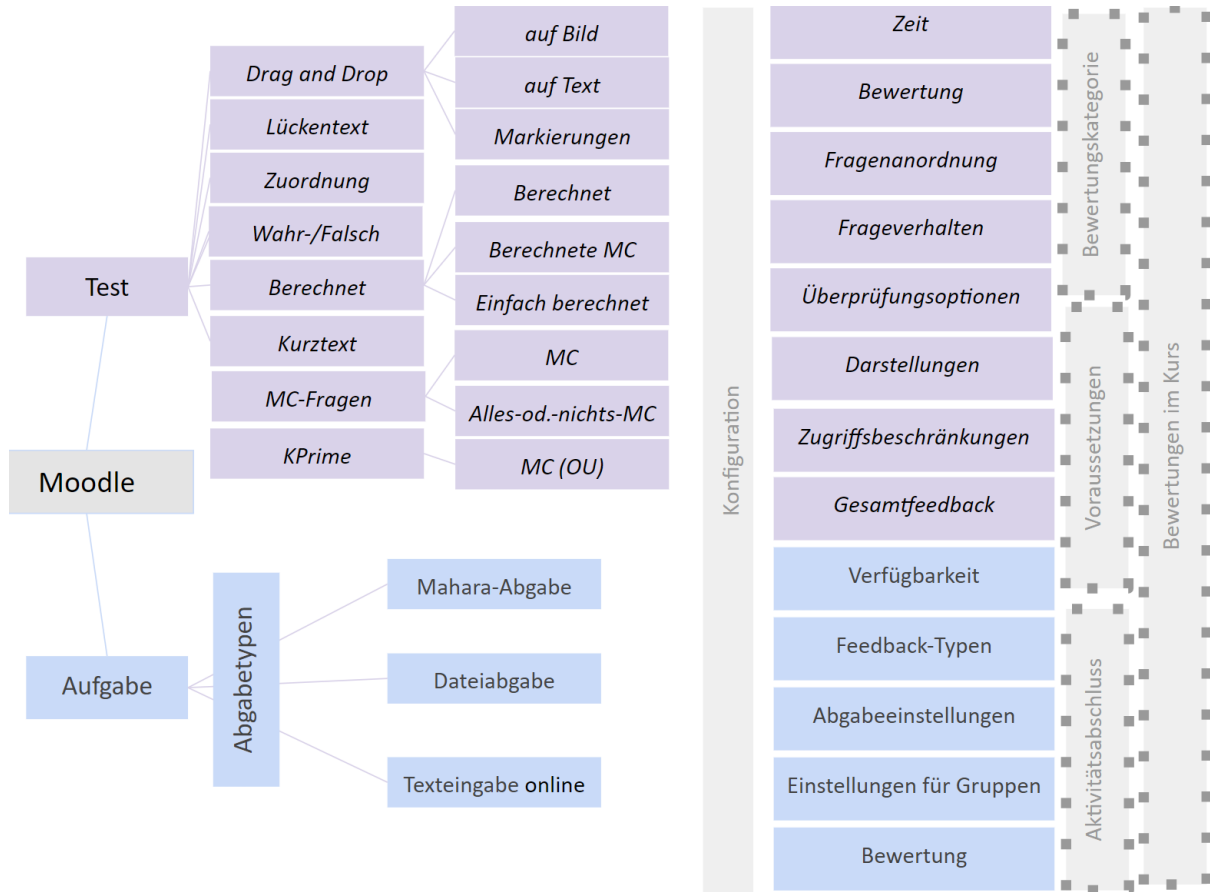 Moodle
Test
Drag and Drop
auf Bild
auf Text
Markierungen
Lückentext
Zuordnung
Wahr-/Falsch
Berechnet
Berechnet
Berechnete MC
Einfach berechnet
Kurztext
MC-Fragen
MC
Alles-od.-nichts-MC
KPrime
MC (OU)
Aufgabe
Abgabetypen
Mahara-Abgabe
Dateiabgabe
Texteingabe online
Konfiguration
Zeit
Bewertung
Fragenanordnung
Frageverhalten
Überprüfungsoptionen
Darstellungen
Zugriffsbeschränkungen
Gesamtfeedback
Verfügbarkeit
Feedback-Typen
Abgabeeinstellungen
Einstellungen für Gruppen
Bewertung
Bewertungskategorie
Voraussetzungen
Aktivitätsabschluss
Bewertungen im Kurs